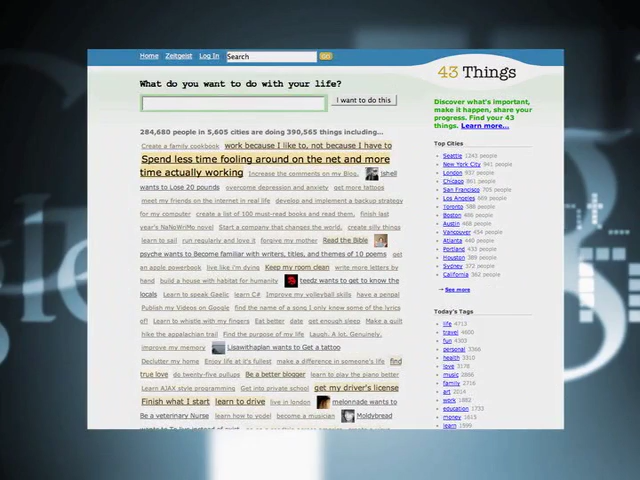 Home Zeitgeist Log In Search GO
43 Things
What do you want to do with your life?
I want to do this
Discover what's important,
make it happen, share your
progress. Find your 43
things. Learn more...
284,680 people in 5,605 cities are doing 390,565 things including...
Create a family cookbook work because I like to, not because I have to
Spend less time fooling around on the net and more
time actually working Increase the comments on my Blog. ishell
wants to Lose 20 pounds overcome depression and anxiety get more tattoos
meet my friends on the internet in real life develop and implement a backup strategy
for my computer create a list of 100 must-read books and read them. finish last
year's NaNoWriMo novel Start a company that changes the world. create silly things
learn to sail run regularly and love it forgive my mother Read the Bible
psyche wants to Become familiar with writers, titles, and themes of 10 poems get
an apple powerbook live like i'm dying Keep my room clean write more letters by
hand build a house with habitat for humanity teedz wants to get to know the
locals Learn to speak Gaelic learn C# Improve my volleyball skills have a penpal
Publish my Videos on Google find the name of a song I only know some of the lyrics
of! Learn to whistle with my fingers Eat better date get enough sleep Make a quilt
hike the appalachian trail Find the purpose of my life Laugh. A lot. Genuinely.
improve my memory Lisawithaplan wants to Get a tattoo
Declutter my home Enjoy life at it's fullest make a difference in someone's life find
true love do twenty-five pullups Be a better blogger learn to play the piano better
Learn AJAX style programming Get into private school get my driver's license
Finish what I start learn to drive live in london melonnade wants to
Be a veterinary Nurse learn how to yodel become a musician Moldybread
Top Cities
Seattle 1242 people
New York City 941 people
London 937 people
Chicago 861 people
San Francisco 705 people
Los Angeles 669 people
Toronto 588 people
Boston 486 people
Austin 468 people
Vancouver 454 people
Atlanta 440 people
Portland 433 people
Houston 389 people
Sydney 372 people
California 362 people
→ See more
Today's Tags
life 4713
travel 4600
fun 4303
personal 3366
health 3310
love 3178
music 2866
family 2716
art 2014
work 1882
education 1733
money 1615
learn 1599